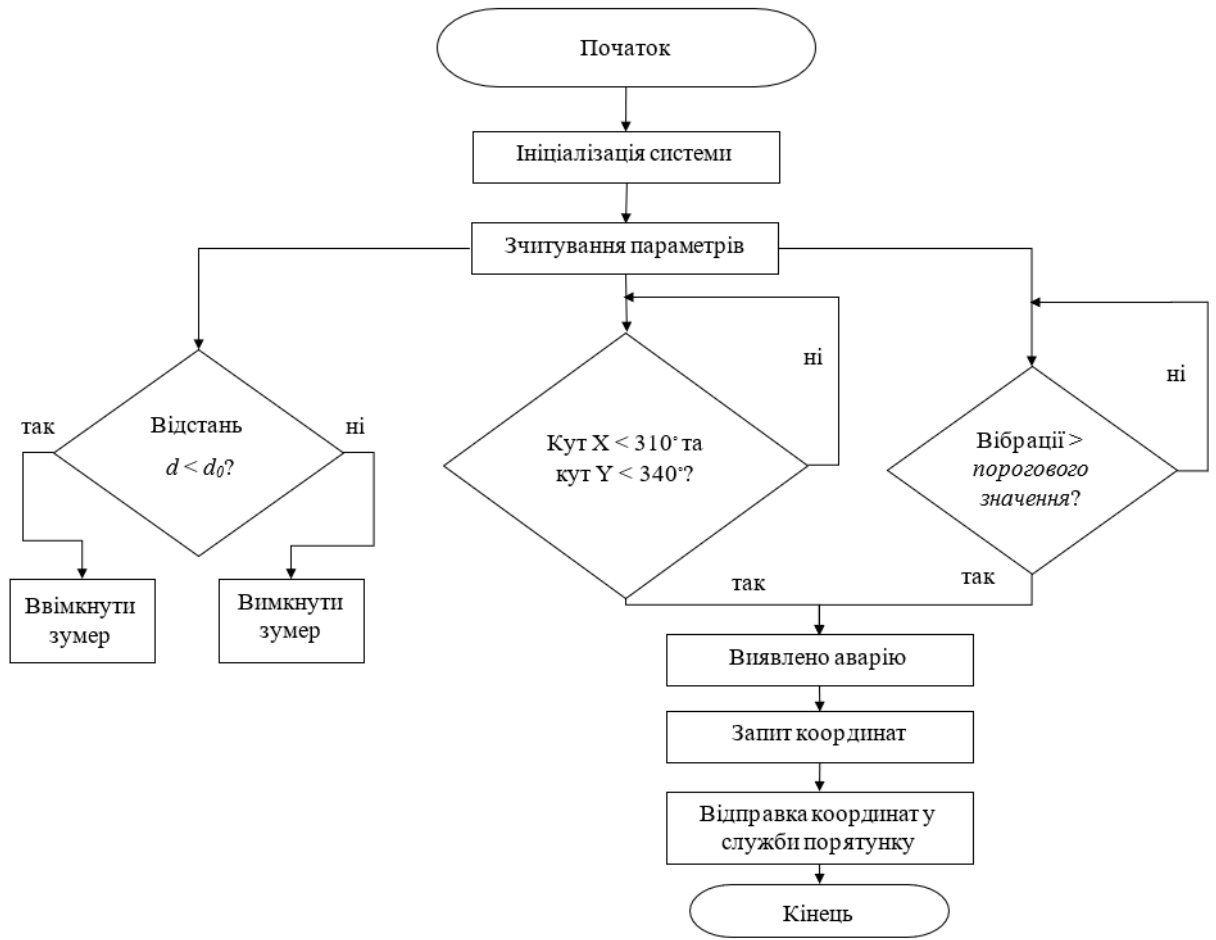 Початок
Ініціалізація системи
Зчитування параметрів
так
Відстань
d < d₀?
ні
Ввімкнути
зумер
Вимкнути
зумер
ні
Кут X < 310° та
кут Y < 340°?
так
ні
Вібрації >
порогового
значення?
так
Виявлено аварію
Запит координат
Відправка координат у
служби порятунку
Кінець